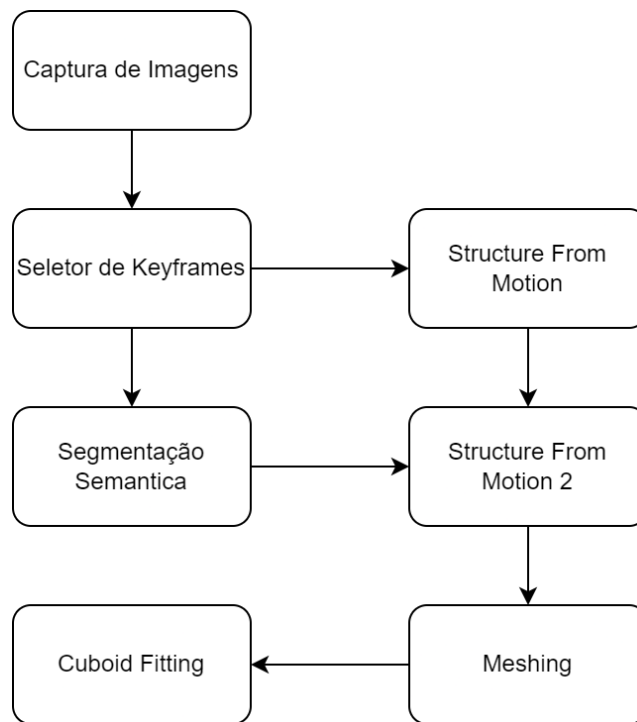 Captura de Imagens
Seletor de Keyframes
Structure From
Motion
Segmentação
Semantica
Structure From
Motion 2
Cuboid Fitting
Meshing